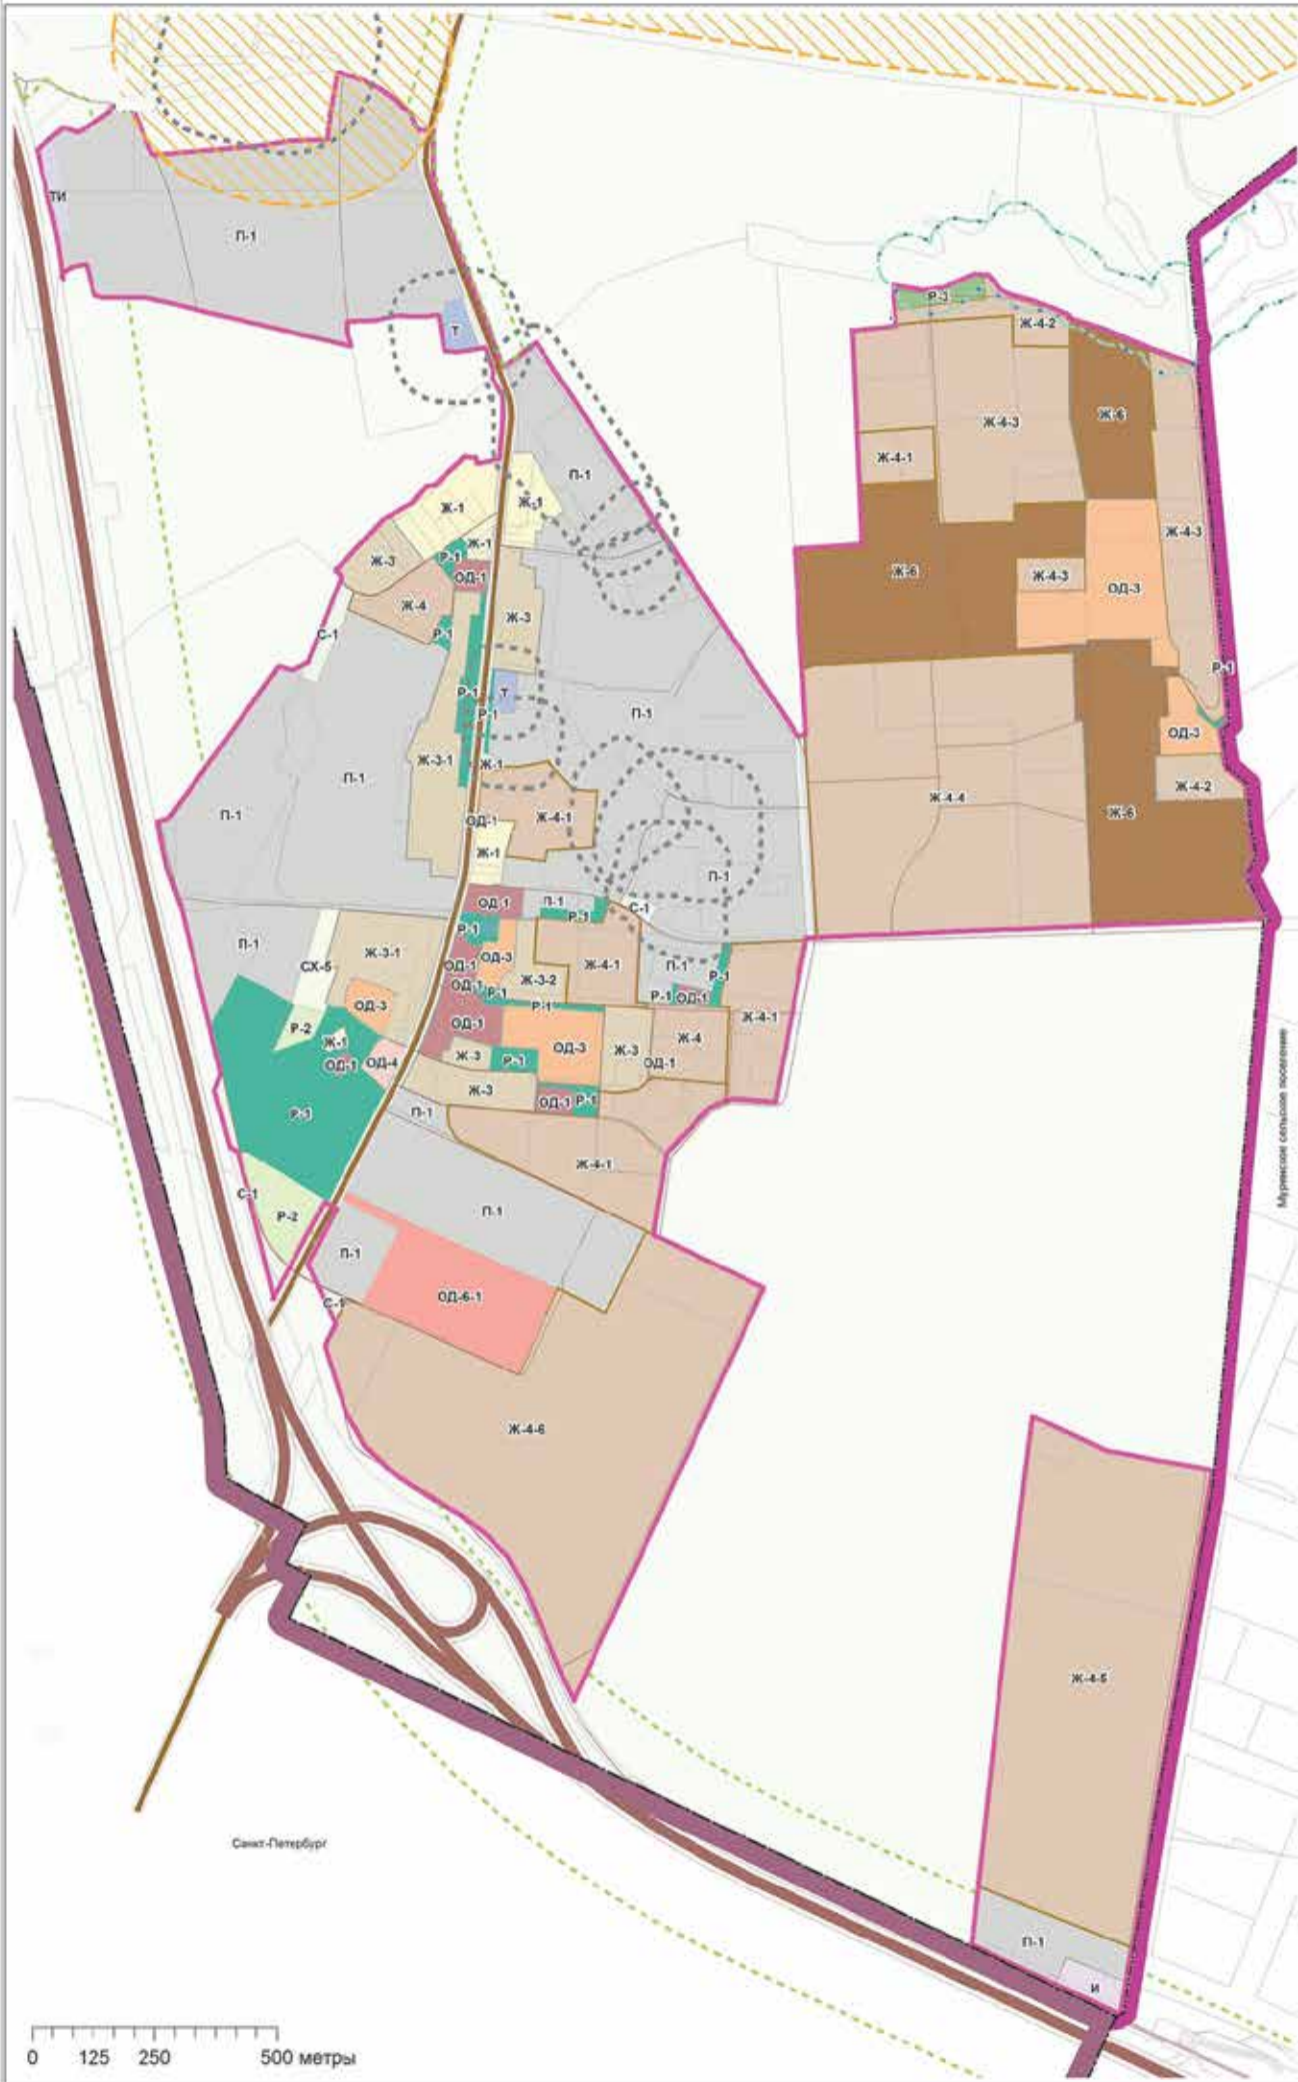 ТИ
П-1
Р-3
Т
Ж-4-2
Ж-6
Ж-4-3
Ж-4-1
П-1
Ж-1
Ж-1
Ж-4-3
Ж-1
Р-1
Ж-3
ОД-1
Ж-6
Ж-4-3
ОД-3
Ж-4
Ж-3
С-1
Р-1
Р-1
Р-1
Т
Р-1
П-1
ОД-3
Ж-3-1
Ж-1
П-1
Ж-4-2
Ж-4-4
П-1
ОД-1
Ж-4-1
Ж-6
Ж-1
П-1
ОД-1
П-1
С-1
Р-1
Р-1
П-1
Ж-3-1
ОД-3
ОД-1
СХ-5
Ж-4-1
П-1
Р-1
Ж-3-2
ОД-1
Р-1
Р-1
ОД-1
ОД-3
Р-1
Ж-4-1
Р-2
ОД-1
Ж-1
Ж-4
ОД-3
Ж-3
Ж-3
Р-1
ОД-1
ОД-4
ОД-1
Ж-3
ОД-1
Р-1
Р-1
П-1
Ж-4-1
С-1
Р-2
П-1
П-1
ОД-6-1
С-1
Ж-4-6
Ж-4-5
П-1
И
Муринское сельское поселение
Санкт-Петербург
0 125 250 500 метры